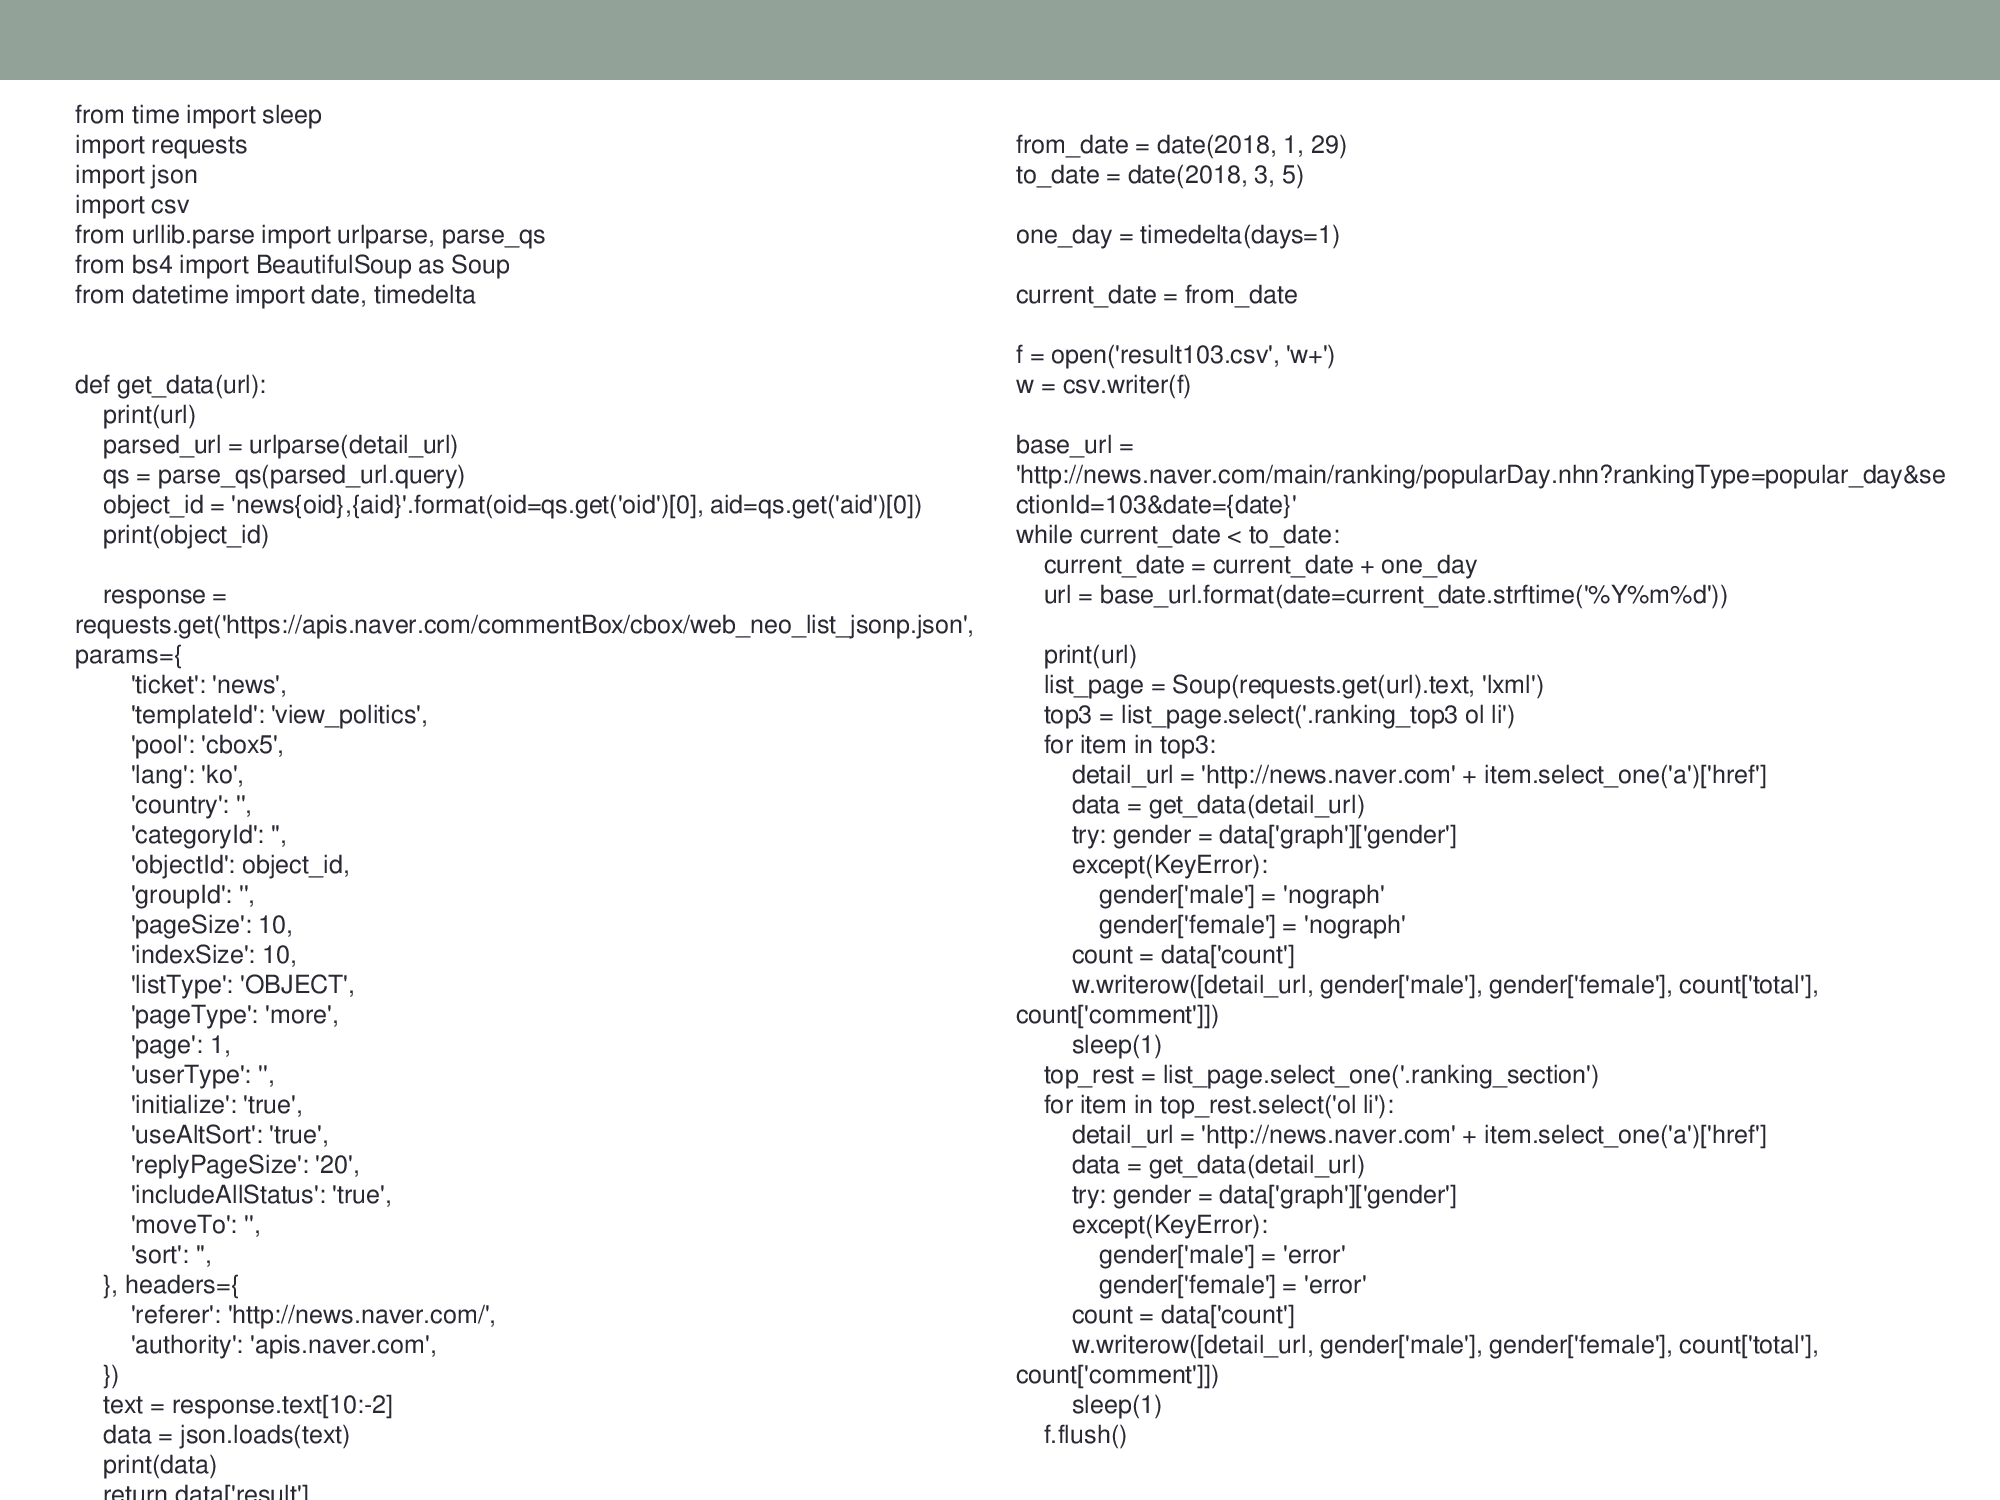 from time import sleep
import requests
import json
import csv
from urllib.parse import urlparse, parse_qs
from bs4 import BeautifulSoup as Soup
from datetime import date, timedelta
def get_data(url):
print(url)
parsed_url = urlparse(detail_url)
qs = parse_qs(parsed_url.query)
object_id = 'news{oid},{aid}'.format(oid=qs.get('oid')[0], aid=qs.get('aid')[0])
print(object_id)
response =
requests.get('https://apis.naver.com/commentBox/cbox/web_neo_list_jsonp.json',
params={
'ticket': 'news',
'templateId': 'view_politics',
'pool': 'cbox5',
'lang': 'ko',
'country': '',
'categoryId': '',
'objectId': object_id,
'groupId': '',
'pageSize': 10,
'indexSize': 10,
'listType': 'OBJECT',
'pageType': 'more',
'page': 1,
'userType': '',
'initialize': 'true',
'useAltSort': 'true',
'replyPageSize': '20',
'includeAllStatus': 'true',
'moveTo': '',
'sort': '',
}, headers={
'referer': 'http://news.naver.com/',
'authority': 'apis.naver.com',
})
text = response.text[10:-2]
data = json.loads(text)
print(data)
return data['result']
from_date = date(2018, 1, 29)
to_date = date(2018, 3, 5)
one_day = timedelta(days=1)
current_date = from_date
f = open('result103.csv', 'w+')
w = csv.writer(f)
base_url =
'http://news.naver.com/main/ranking/popularDay.nhn?rankingType=popular_day&se
ctionId=103&date={date}'
while current_date < to_date:
current_date = current_date + one_day
url = base_url.format(date=current_date.strftime('%Y%m%d'))
print(url)
list_page = Soup(requests.get(url).text, 'lxml')
top3 = list_page.select('.ranking_top3 ol li')
for item in top3:
detail_url = 'http://news.naver.com' + item.select_one('a')['href']
data = get_data(detail_url)
try: gender = data['graph']['gender']
except(KeyError):
gender['male'] = 'nograph'
gender['female'] = 'nograph'
count = data['count']
w.writerow([detail_url, gender['male'], gender['female'], count['total'],
count['comment']])
sleep(1)
top_rest = list_page.select_one('.ranking_section')
for item in top_rest.select('ol li'):
detail_url = 'http://news.naver.com' + item.select_one('a')['href']
data = get_data(detail_url)
try: gender = data['graph']['gender']
except(KeyError):
gender['male'] = 'error'
gender['female'] = 'error'
count = data['count']
w.writerow([detail_url, gender['male'], gender['female'], count['total'],
count['comment']])
sleep(1)
f.flush()